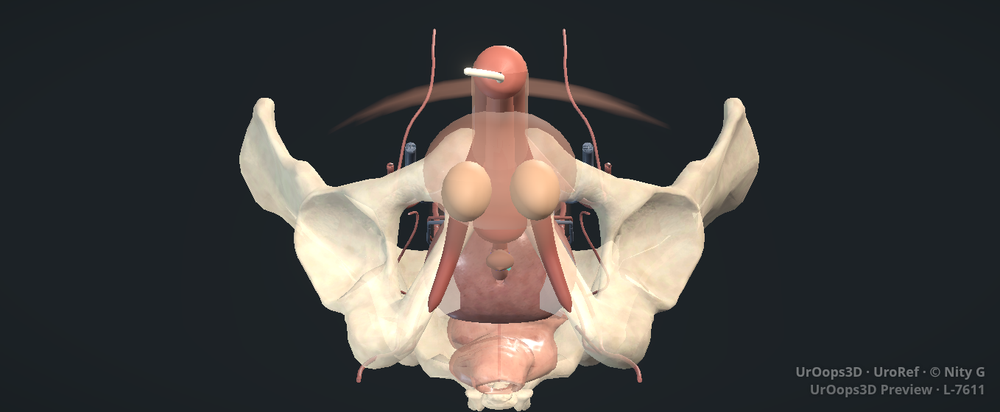 UrOops3D · UroRef · © Nity G
UrOops3D Preview · L-7611